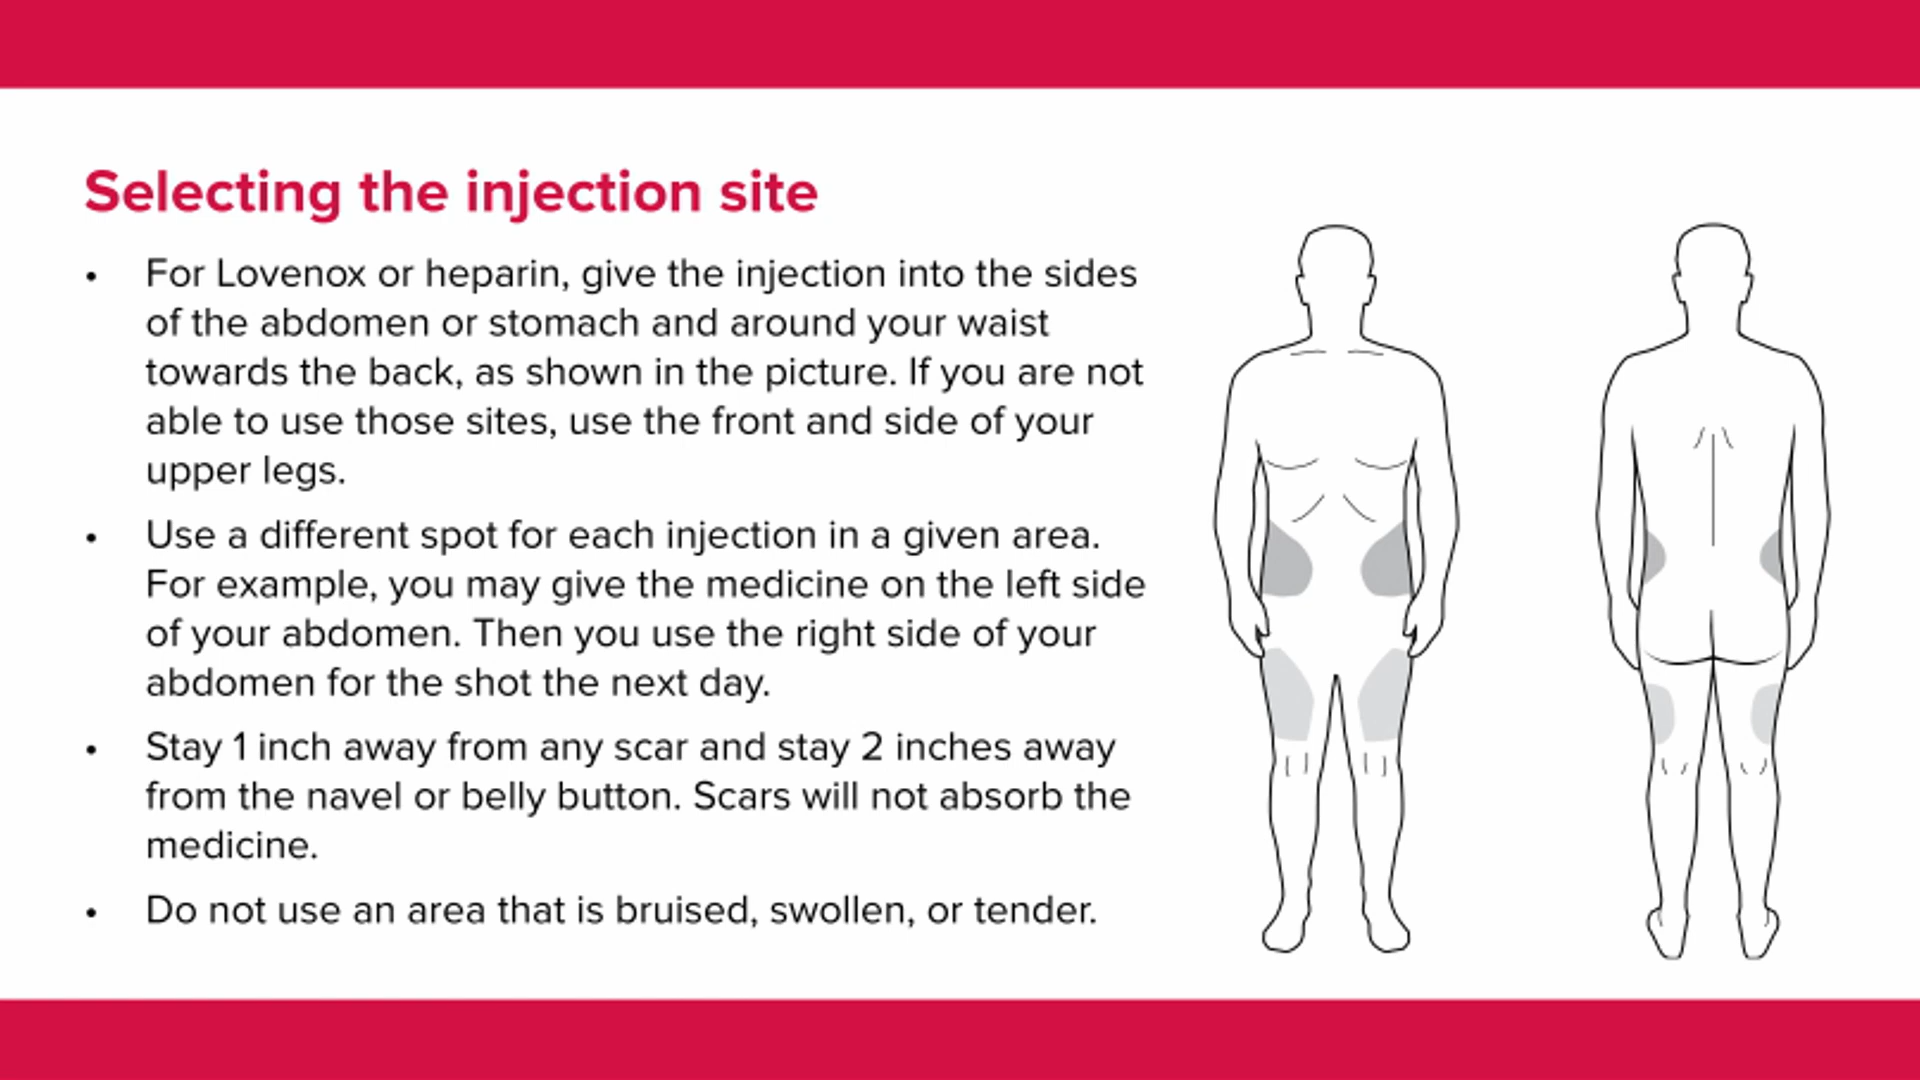 Selecting the injection site
• For Lovenox or heparin, give the injection into the sides
of the abdomen or stomach and around your waist
towards the back, as shown in the picture. If you are not
able to use those sites, use the front and side of your
upper legs.
• Use a different spot for each injection in a given area.
For example, you may give the medicine on the left side
of your abdomen. Then you use the right side of your
abdomen for the shot the next day.
• Stay 1 inch away from any scar and stay 2 inches away
from the navel or belly button. Scars will not absorb the
medicine.
• Do not use an area that is bruised, swollen, or tender.